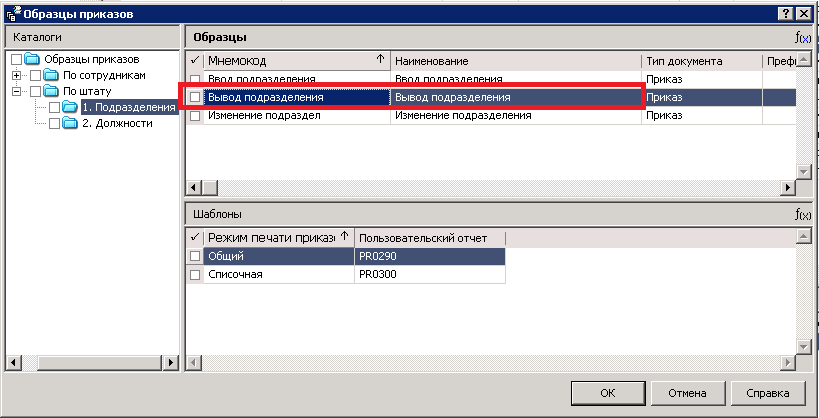 Образцы приказов
Каталоги
Образцы приказов
По сотрудникам
По штату
1. Подразделения
2. Должности
Образцы f(x)
Мнемокод Наименование Тип документа Префи
Ввод подразделения Ввод подразделения Приказ
Вывод подразделения Вывод подразделения Приказ
Изменение подраздел Изменение подразделения Приказ
Шаблоны f(x)
Режим печати приказо Пользовательский отчет
Общий PR0290
Списочная PR0300
OK Отмена Справка